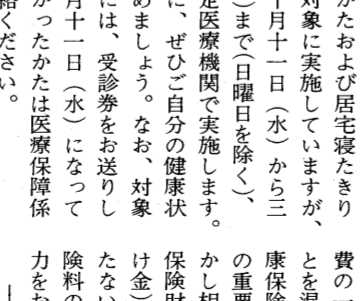 かたおよび居宅寝たきり
対象に実施していますが、
十月十一日（水）から三
）まで（日曜日を除く）、
定医療機関で実施します。
に、ぜひご自分の健康状
めましょう。なお、対象
には、受診券をお送りし
月十一日（水）になって
かったかたは医療保障係
絡ください。
費の一
とを退
康保険
の重要
かし相
保険財
け金）
たない
険料の
力をお